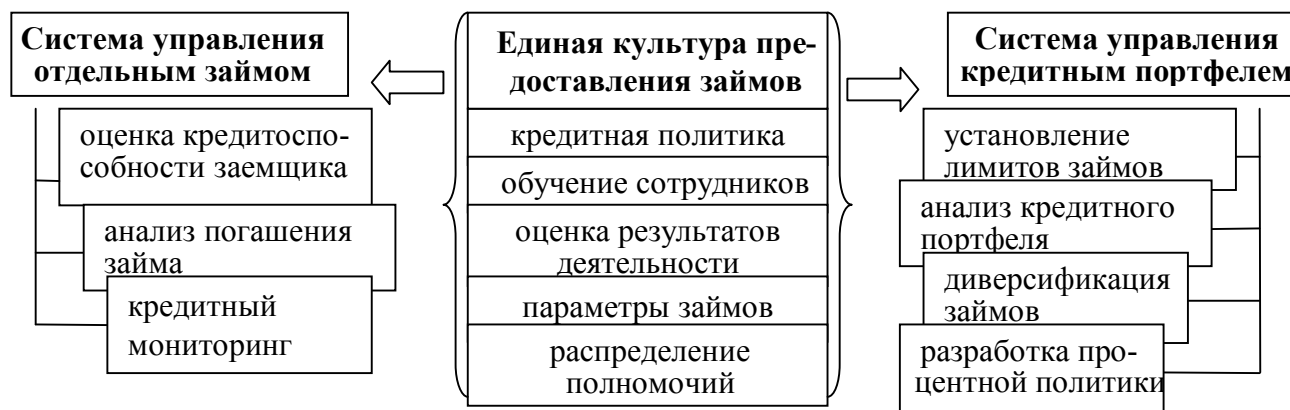 Система управления
отдельным займом
оценка кредитоспо-
собности заемщика
анализ погашения
займа
кредитный
мониторинг
Единая культура пре-
доставления займов
кредитная политика
обучение сотрудников
оценка результатов
деятельности
параметры займов
распределение
полномочий
Система управления
кредитным портфелем
установление
лимитов займов
анализ кредитного
портфеля
диверсификация
займов
разработка про-
центной политики